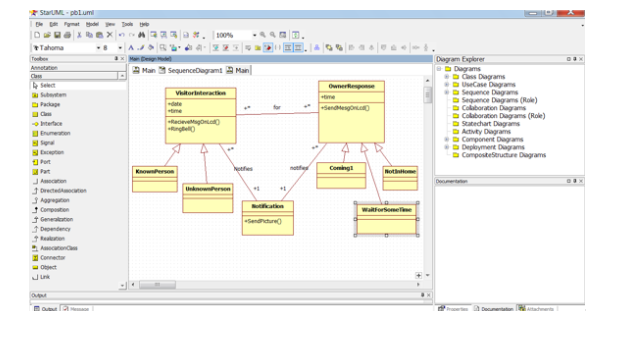 StarUML - pb1.uml
File Edit Format Model View Tools Help
100%
Tahoma 8
Toolbox
Main (Design Model)
Diagram Explorer
Annotation
Class
Select
Subsystem
Package
Class
Interface
Enumeration
Signal
Exception
Port
Part
Association
DirectedAssociation
Aggregation
Composition
Generalization
Dependency
Realization
AssociationClass
Connector
Object
Link
Main SequenceDiagram1 Main
VisitorInteraction
+date
+time
+RecieveMsgOnLcd()
+RingBell()
+* for +*
OwnerResponse
+time
+SendMesgOnLcd()
+* +*
KnownPerson
UnknownPerson
Notifies
notifies
+1 +1
Notification
+SendPicture()
Coming1
NotInHome
WaitForSomeTime
Diagrams
Class Diagrams
UseCase Diagrams
Sequence Diagrams
Sequence Diagrams (Role)
Collaboration Diagrams
Collaboration Diagrams (Role)
Statechart Diagrams
Activity Diagrams
Component Diagrams
Deployment Diagrams
CompositeStructure Diagrams
Documentation
Output
Output Message
Properties Documentation Attachments